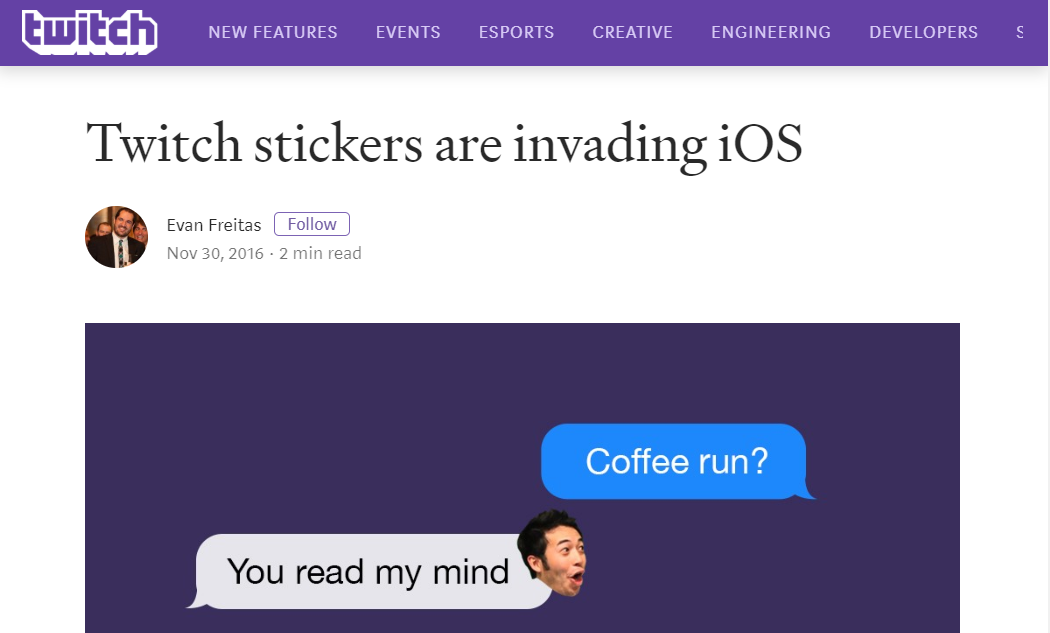 twitch NEW FEATURES EVENTS ESPORTS CREATIVE ENGINEERING DEVELOPERS S
Twitch stickers are invading iOS
Evan Freitas Follow
Nov 30, 2016 · 2 min read
Coffee run?
You read my mind